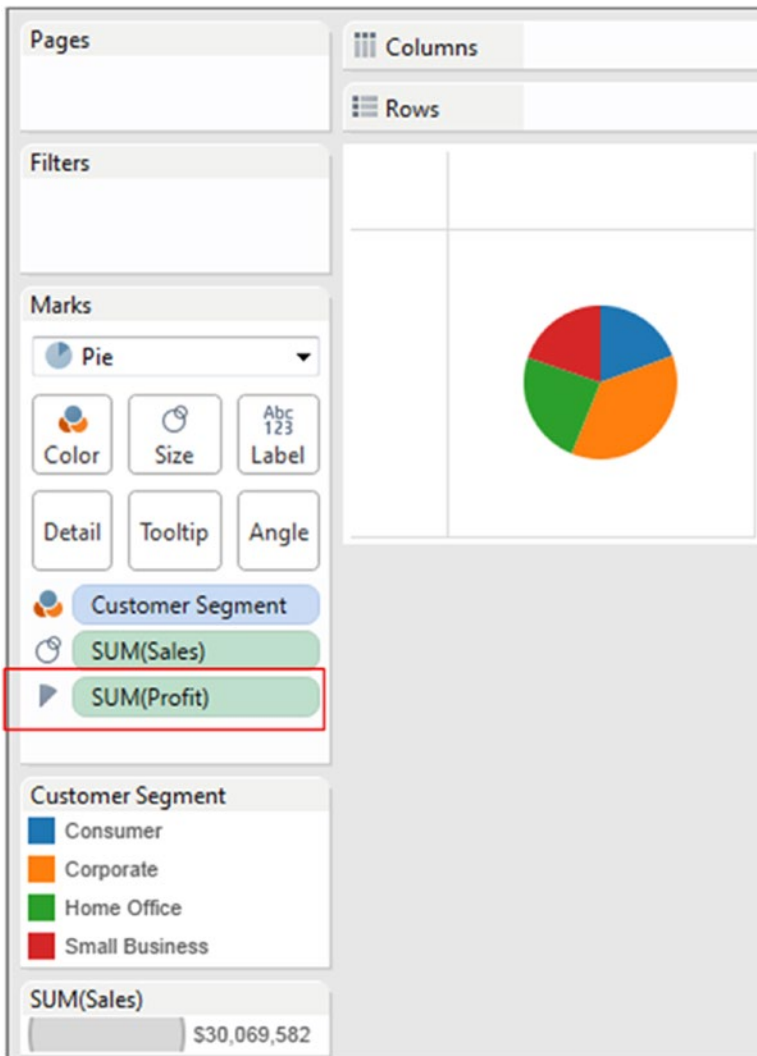 Pages
Columns
Rows
Filters
Marks
Pie
Color
Size
Abc
123
Label
Detail
Tooltip
Angle
Customer Segment
SUM(Sales)
SUM(Profit)
Customer Segment
Consumer
Corporate
Home Office
Small Business
SUM(Sales)
$30,069,582